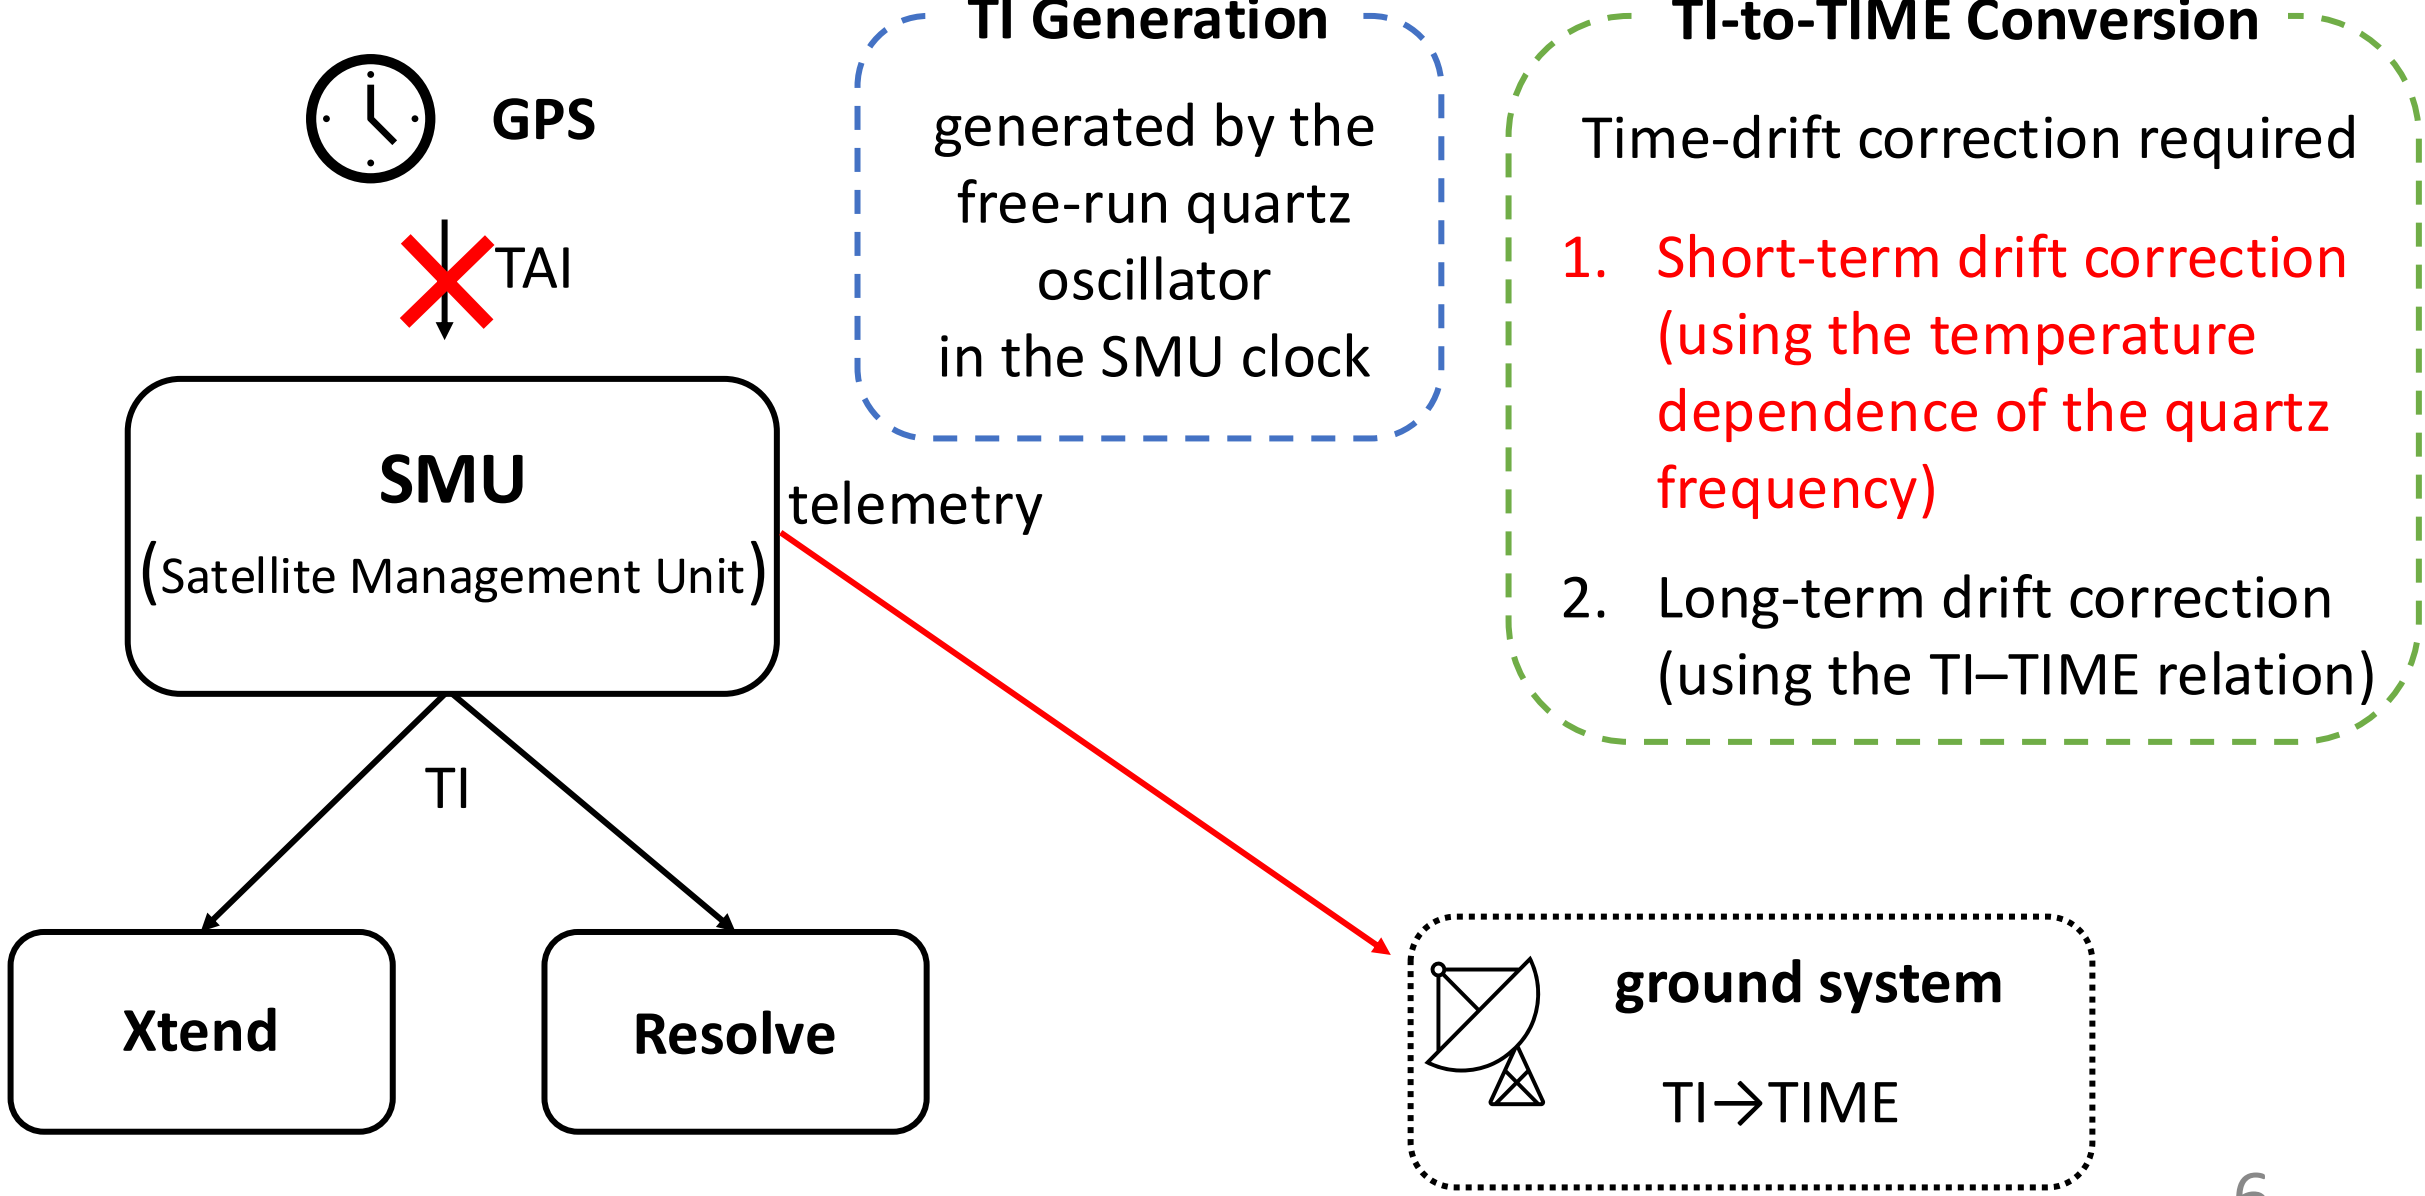 TI Generation
generated by the
free-run quartz
oscillator
in the SMU clock
TI-to-TIME Conversion
Time-drift correction required
1. Short-term drift correction
(using the temperature
dependence of the quartz
frequency)
2. Long-term drift correction
(using the TI–TIME relation)
GPS
TAI
SMU
(Satellite Management Unit)
telemetry
TI
Xtend
Resolve
ground system
TI→TIME
6